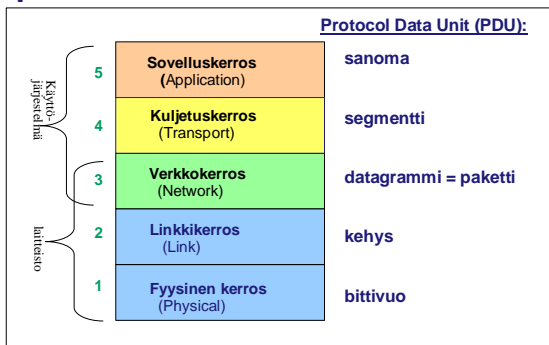 Protocol Data Unit (PDU):
5
Sovelluskerros
(Application)
sanoma
4
Kuljetuskerros
(Transport)
segmentti
3
Verkkokerros
(Network)
datagrammi = paketti
2
Linkkikerros
(Link)
kehys
1
Fyysinen kerros
(Physical)
bittivuo
Käyttö-
järjestelmä
laitteisto